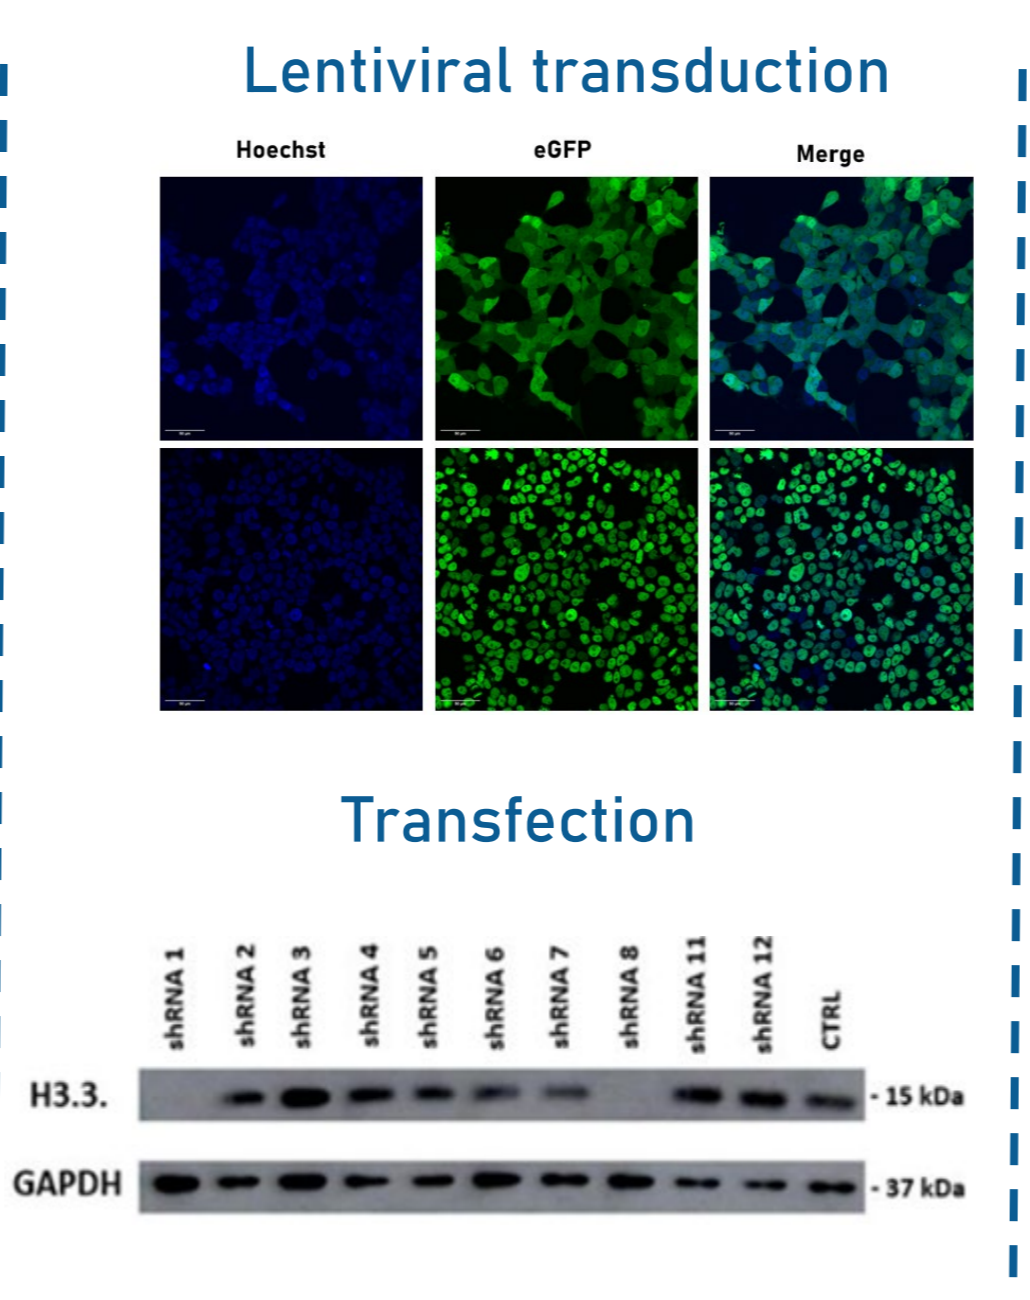 Lentiviral transduction
Hoechst eGFP Merge
Transfection
shRNA 1 shRNA 2 shRNA 3 shRNA 4 shRNA 5 shRNA 6 shRNA 7 shRNA 8 shRNA 11 shRNA 12 CTRL
H3.3. - 15 kDa
GAPDH - 37 kDa